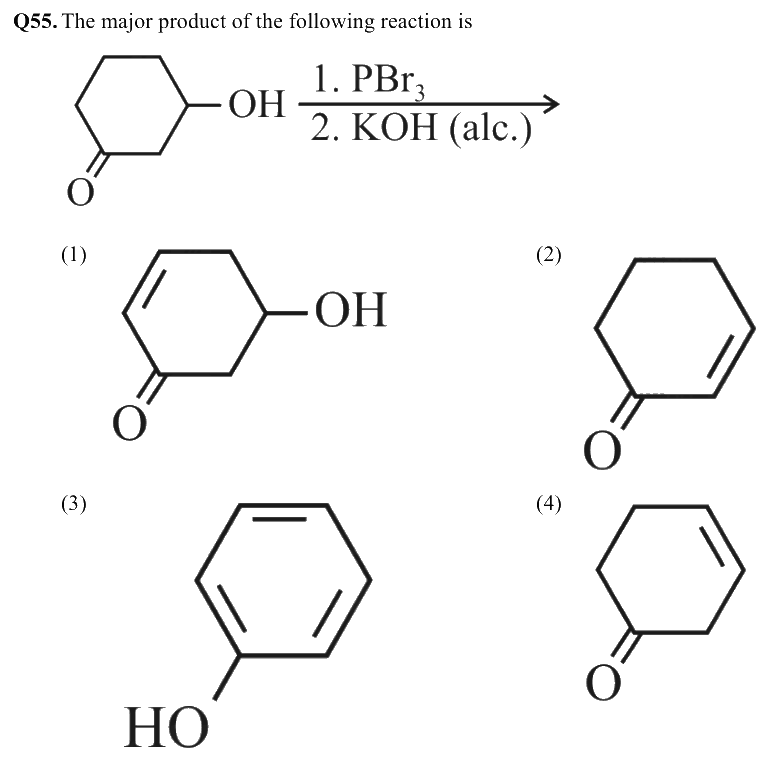 Q55. The major product of the following reaction is
1. PBr₃
OH
2. KOH (alc.)
O
(1)
(2)
OH
O
O
(3)
(4)
HO
O